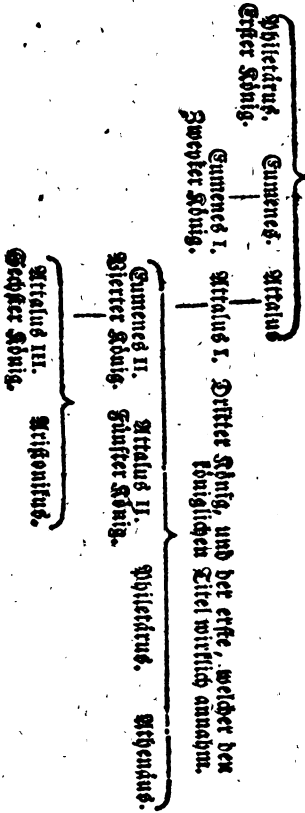 Philetärus. Eumenes. Attalus
Erster König.
Eumenes I. Attalus I. Dritter König, und der erste, welcher den
Zweyter König. königlichen Titel wirklich annahm.
Eumenes II. Attalus II. Philetärus. Athenäus.
Vierter König. Fünfter König.
Attalus III. Aristonikus.
Sechster König.